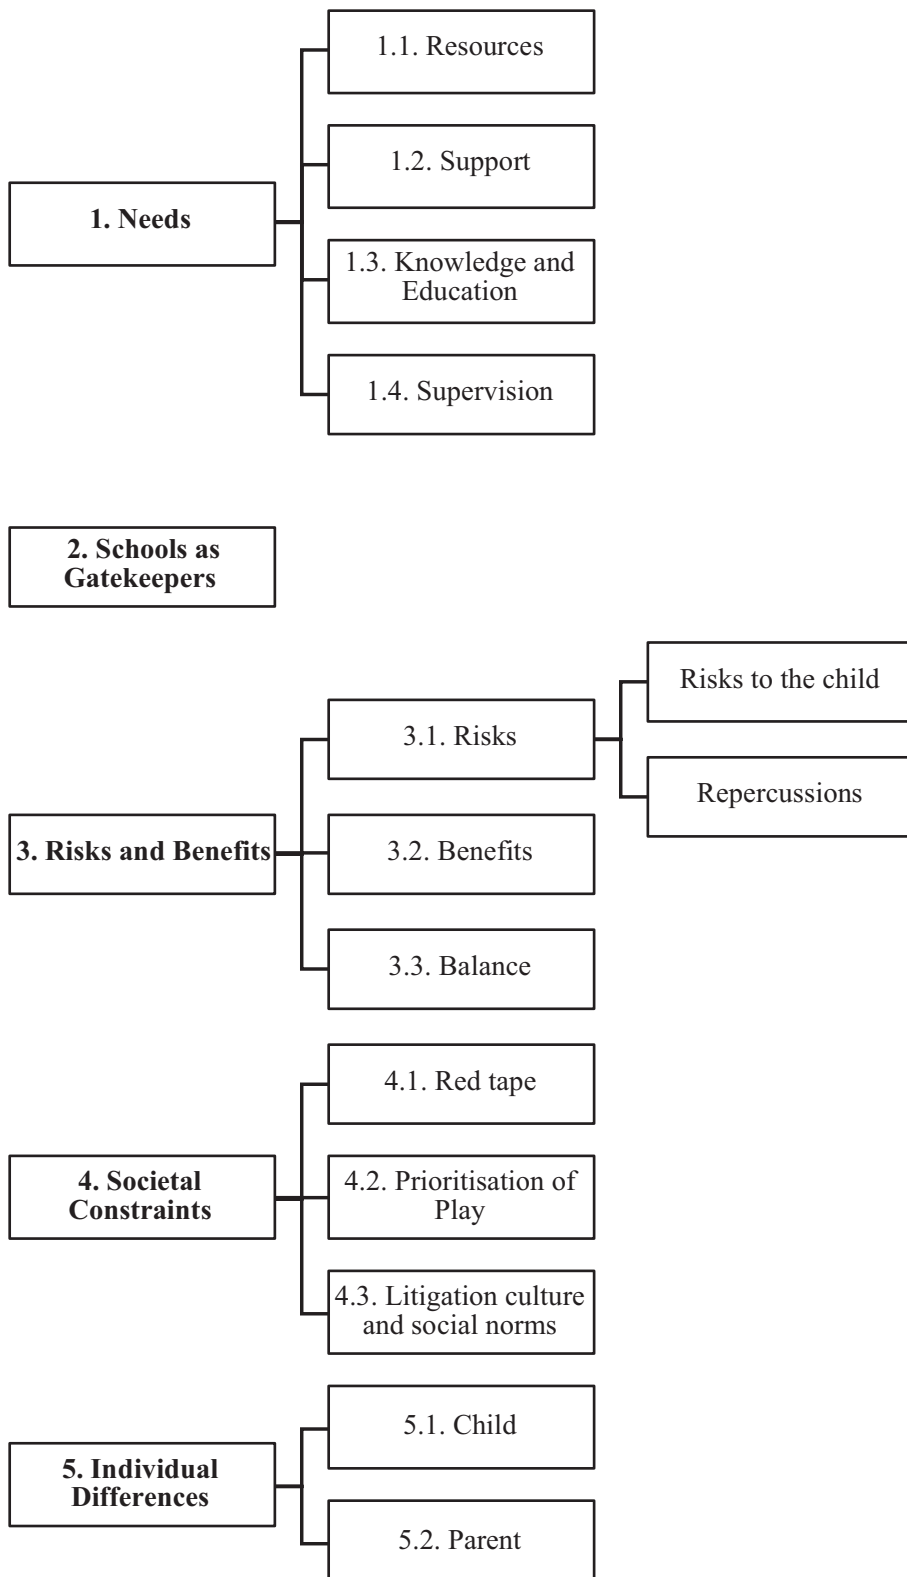 1. Needs
1.1. Resources
1.2. Support
1.3. Knowledge and
Education
1.4. Supervision
2. Schools as
Gatekeepers
3. Risks and Benefits
3.1. Risks
Risks to the child
Repercussions
3.2. Benefits
3.3. Balance
4. Societal
Constraints
4.1. Red tape
4.2. Prioritisation of
Play
4.3. Litigation culture
and social norms
5. Individual
Differences
5.1. Child
5.2. Parent